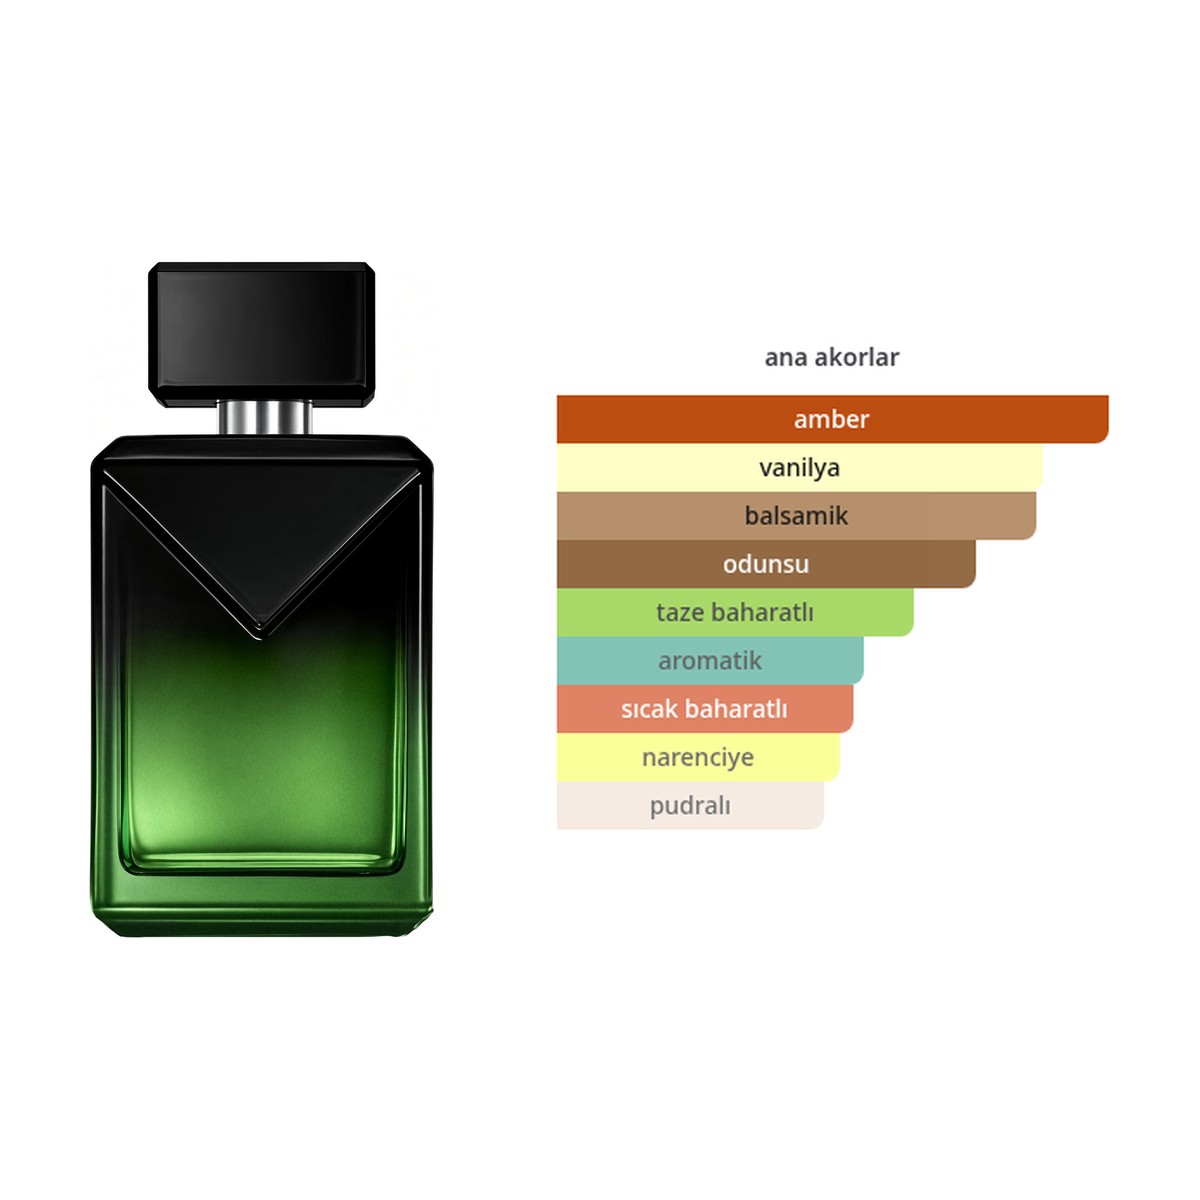 ana akorlar
amber
vanilya
balsamik
odunsu
taze baharatlı
aromatik
sıcak baharatlı
narenciye
pudralı